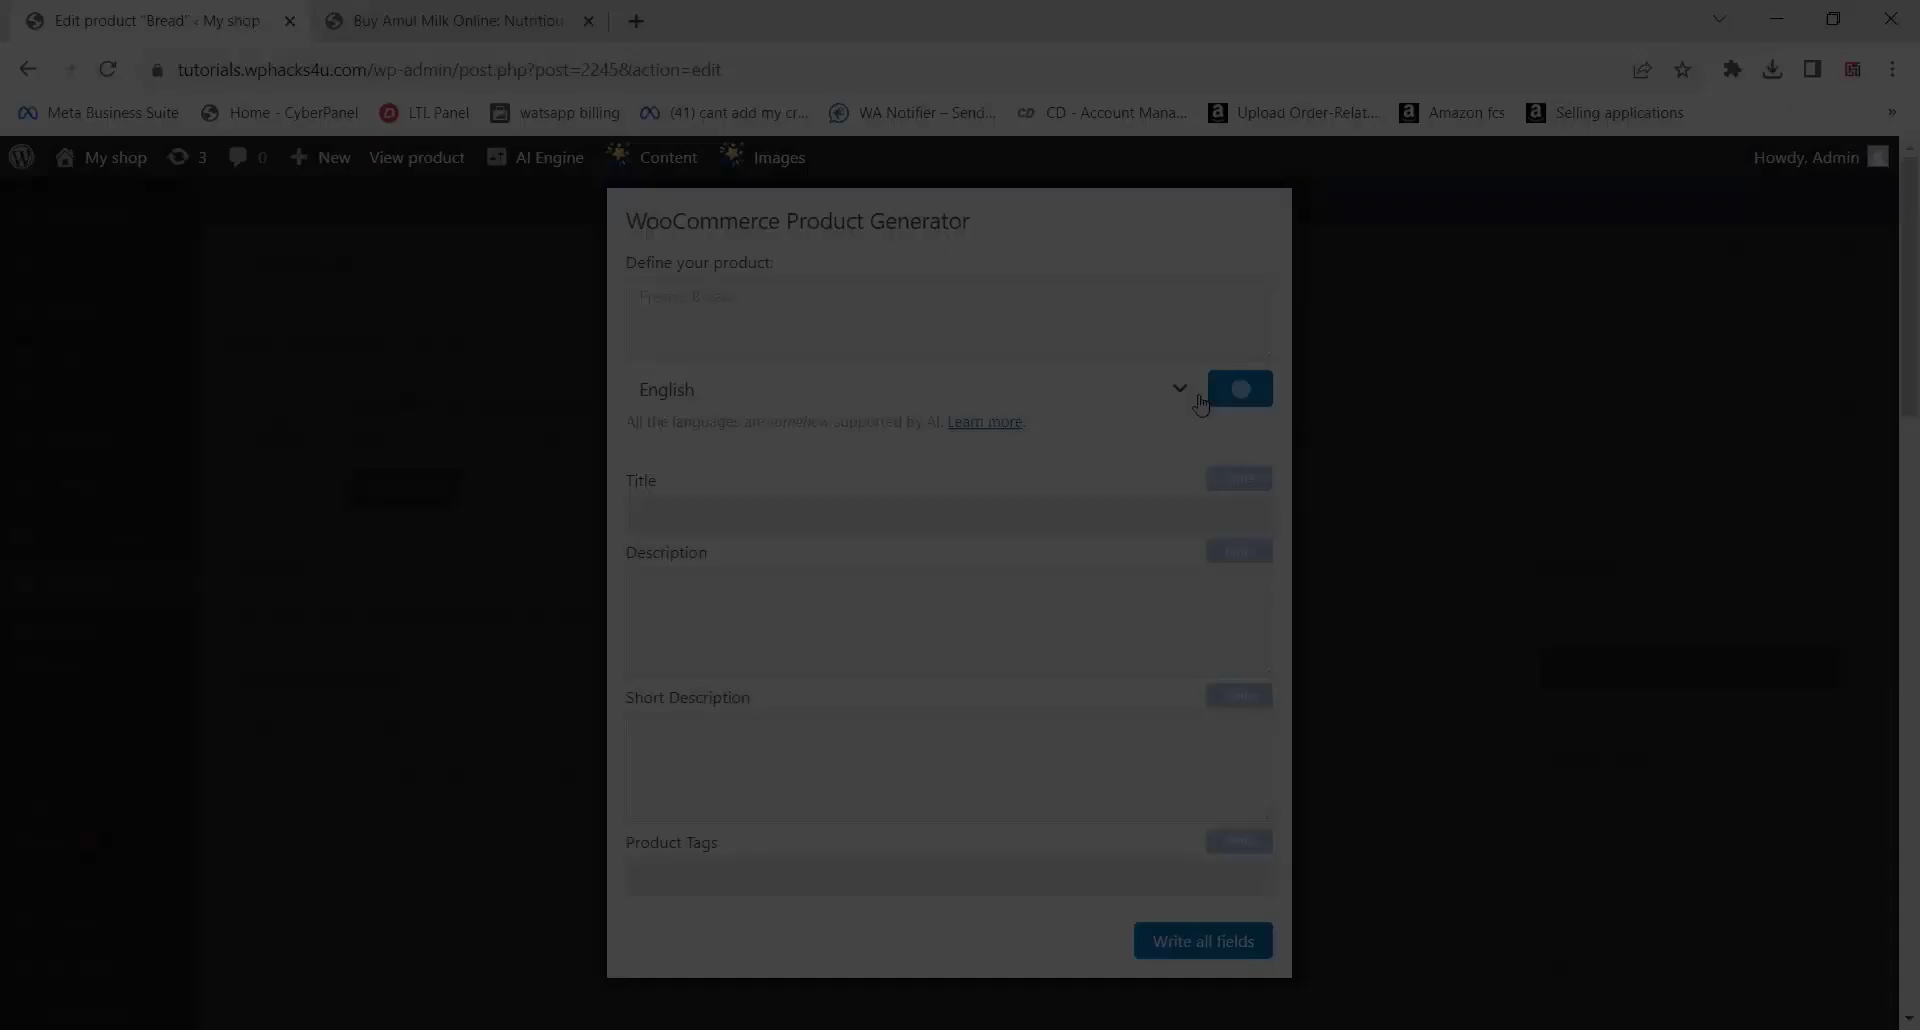 Edit product "Bread" ‹ My shop
Buy Amul Milk Online: Nutritiou
tutorials.wphacks4u.com/wp-admin/post.php?post=2245&action=edit
Meta Business Suite
Home - CyberPanel
LTL Panel
watsapp billing
(41) cant add my cr...
WA Notifier – Send...
CD - Account Mana...
Upload Order-Relat...
Amazon fcs
Selling applications
»
My shop
3
0
New
View product
AI Engine
Content
Images
Howdy, Admin
WooCommerce Product Generator
Define your product:
English
All the languages are somehow supported by AI. Learn more.
Title
Description
Short Description
Product Tags
Write all fields